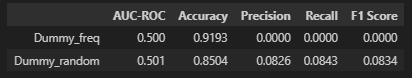 AUC-ROC Accuracy Precision Recall F1 Score
Dummy_freq 0.500 0.9193 0.0000 0.0000 0.0000
Dummy_random 0.501 0.8504 0.0826 0.0843 0.0834